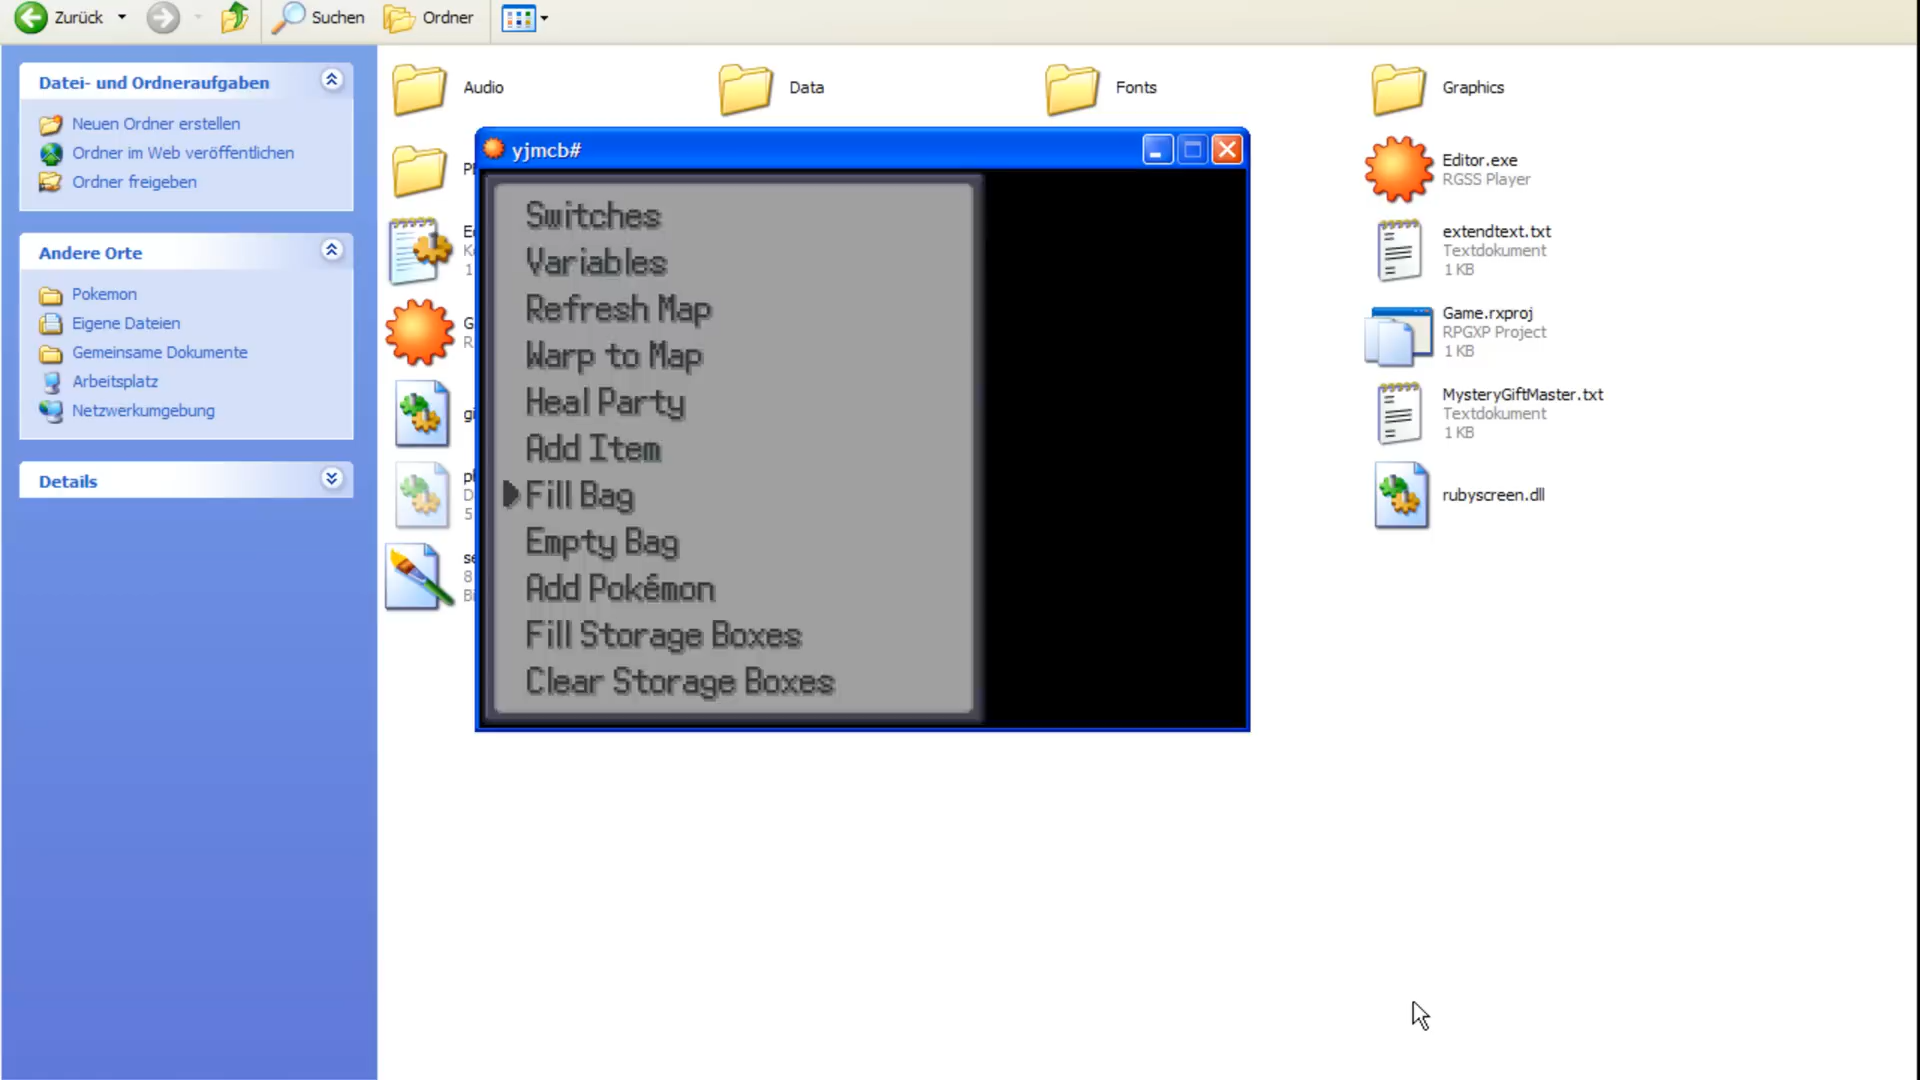 Zurück
Suchen
Ordner
Datei- und Ordneraufgaben
Neuen Ordner erstellen
Ordner im Web veröffentlichen
Ordner freigeben
Andere Orte
Pokemon
Eigene Dateien
Gemeinsame Dokumente
Arbeitsplatz
Netzwerkumgebung
Details
Audio
Data
Fonts
Graphics
Editor.exe
RGSS Player
extendtext.txt
Textdokument
1 KB
Game.rxproj
RPGXP Project
1 KB
MysteryGiftMaster.txt
Textdokument
1 KB
rubyscreen.dll
yjmcb#
Switches
Variables
Refresh Map
Warp to Map
Heal Party
Add Item
Fill Bag
Empty Bag
Add Pokémon
Fill Storage Boxes
Clear Storage Boxes